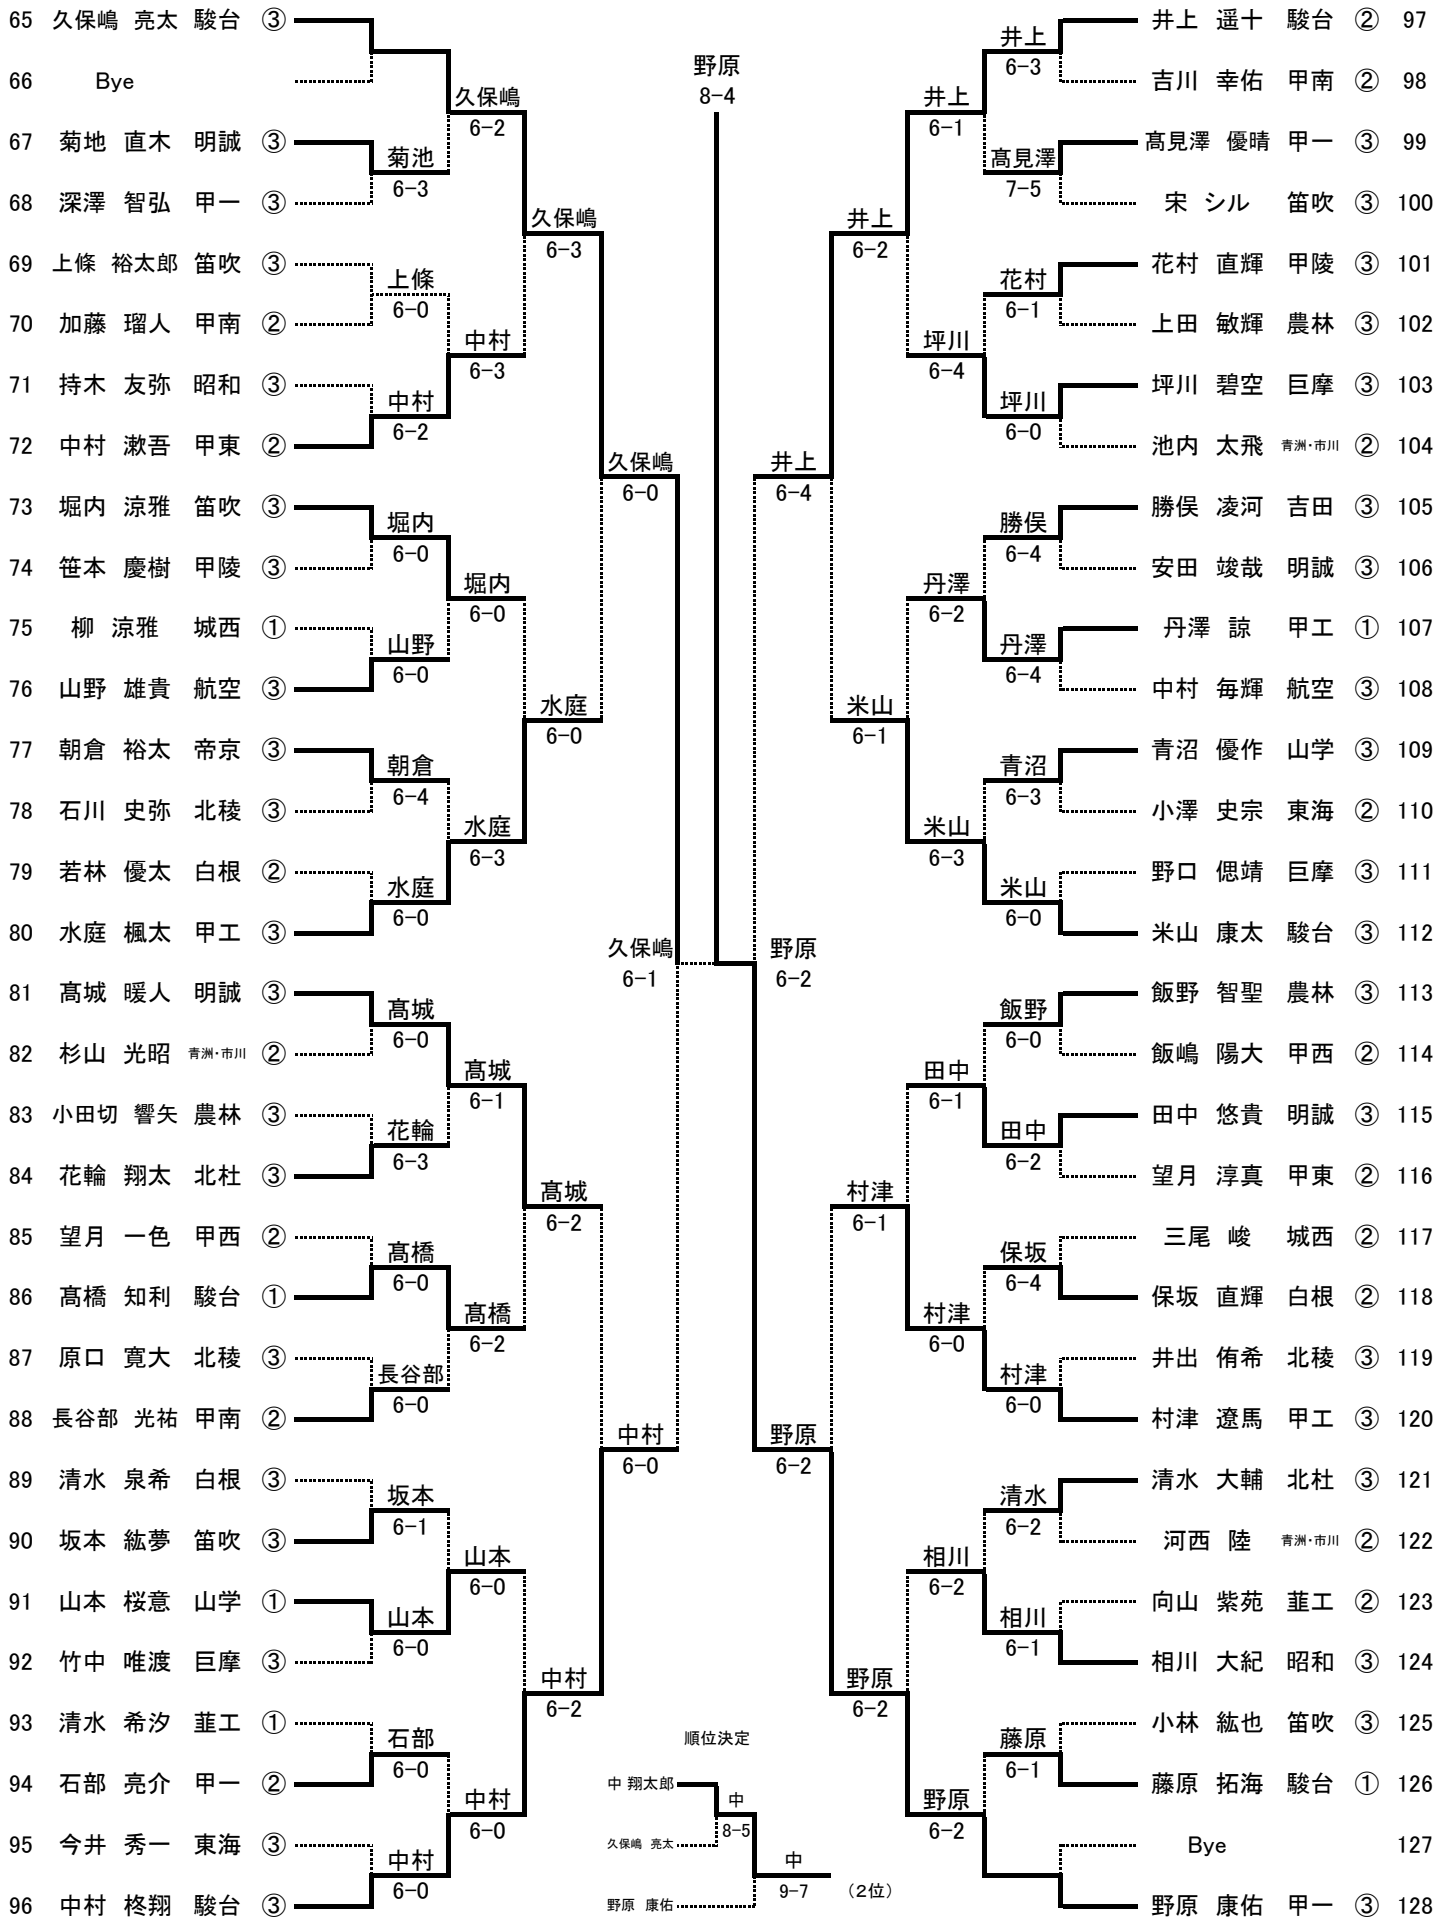 65 久保嶋 亮太 駿台 ③
66 Bye
67 菊地 直木 明誠 ③
68 深澤 智弘 甲一 ③
69 上條 裕太郎 笛吹 ③
70 加藤 瑠人 甲南 ②
71 持木 友弥 昭和 ③
72 中村 漱吾 甲東 ②
73 堀内 涼雅 笛吹 ③
74 笹本 慶樹 甲陵 ③
75 柳 涼雅 城西 ①
76 山野 雄貴 航空 ③
77 朝倉 裕太 帝京 ③
78 石川 史弥 北稜 ③
79 若林 優太 白根 ②
80 水庭 楓太 甲工 ③
81 髙城 暖人 明誠 ③
82 杉山 光昭 青洲・市川 ②
83 小田切 響矢 農林 ③
84 花輪 翔太 北杜 ③
85 望月 一色 甲西 ②
86 髙橋 知利 駿台 ①
87 原口 寛大 北稜 ③
88 長谷部 光祐 甲南 ②
89 清水 泉希 白根 ③
90 坂本 紘夢 笛吹 ③
91 山本 桜意 山学 ①
92 竹中 唯渡 巨摩 ③
93 清水 希汐 韮工 ①
94 石部 亮介 甲一 ②
95 今井 秀一 東海 ③
96 中村 柊翔 駿台 ③
菊池
6-3
上條
6-0
中村
6-2
堀内
6-0
山野
6-0
朝倉
6-4
水庭
6-0
髙城
6-0
花輪
6-3
髙橋
6-0
長谷部
6-0
坂本
6-1
山本
6-0
石部
6-0
中村
6-0
久保嶋
6-2
中村
6-3
堀内
6-0
水庭
6-3
髙城
6-1
髙橋
6-2
山本
6-0
中村
6-0
久保嶋
6-3
水庭
6-0
髙城
6-2
中村
6-2
久保嶋
6-0
中村
6-0
久保嶋
6-1
野原
8-4
野原
6-2
井上
6-4
野原
6-2
井上
6-2
米山
6-1
村津
6-1
野原
6-2
井上
6-1
坪川
6-4
丹澤
6-2
米山
6-3
田中
6-1
村津
6-0
相川
6-2
野原
6-2
井上
6-3
髙見澤
7-5
花村
6-1
坪川
6-0
勝俣
6-4
丹澤
6-4
青沼
6-3
米山
6-0
飯野
6-0
田中
6-2
保坂
6-4
村津
6-0
清水
6-2
相川
6-1
藤原
6-1
井上 遥十 駿台 ② 97
吉川 幸佑 甲南 ② 98
髙見澤 優晴 甲一 ③ 99
宋 シル 笛吹 ③ 100
花村 直輝 甲陵 ③ 101
上田 敏輝 農林 ③ 102
坪川 碧空 巨摩 ③ 103
池内 太飛 青洲・市川 ② 104
勝俣 凌河 吉田 ③ 105
安田 竣哉 明誠 ③ 106
丹澤 諒 甲工 ① 107
中村 毎輝 航空 ③ 108
青沼 優作 山学 ③ 109
小澤 史宗 東海 ② 110
野口 偲靖 巨摩 ③ 111
米山 康太 駿台 ③ 112
飯野 智聖 農林 ③ 113
飯嶋 陽大 甲西 ② 114
田中 悠貴 明誠 ③ 115
望月 淳真 甲東 ② 116
三尾 峻 城西 ② 117
保坂 直輝 白根 ② 118
井出 侑希 北稜 ③ 119
村津 遼馬 甲工 ③ 120
清水 大輔 北杜 ③ 121
河西 陸 青洲・市川 ② 122
向山 紫苑 韮工 ② 123
相川 大紀 昭和 ③ 124
小林 紘也 笛吹 ③ 125
藤原 拓海 駿台 ① 126
Bye 127
野原 康佑 甲一 ③ 128
順位決定
中 翔太郎
中
8-5
久保嶋 亮太
中
9-7 （2位）
野原 康佑